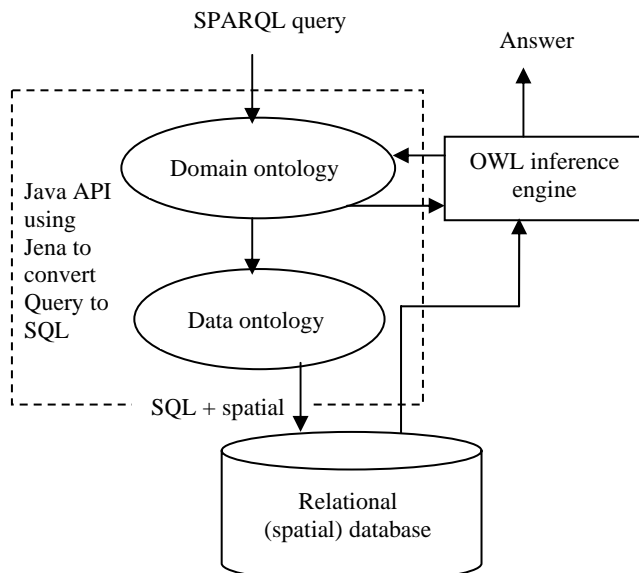 SPARQL query
Answer
Domain ontology
OWL inference
engine
Java API
using
Jena to
convert
Query to
SQL
Data ontology
SQL + spatial
Relational
(spatial) database